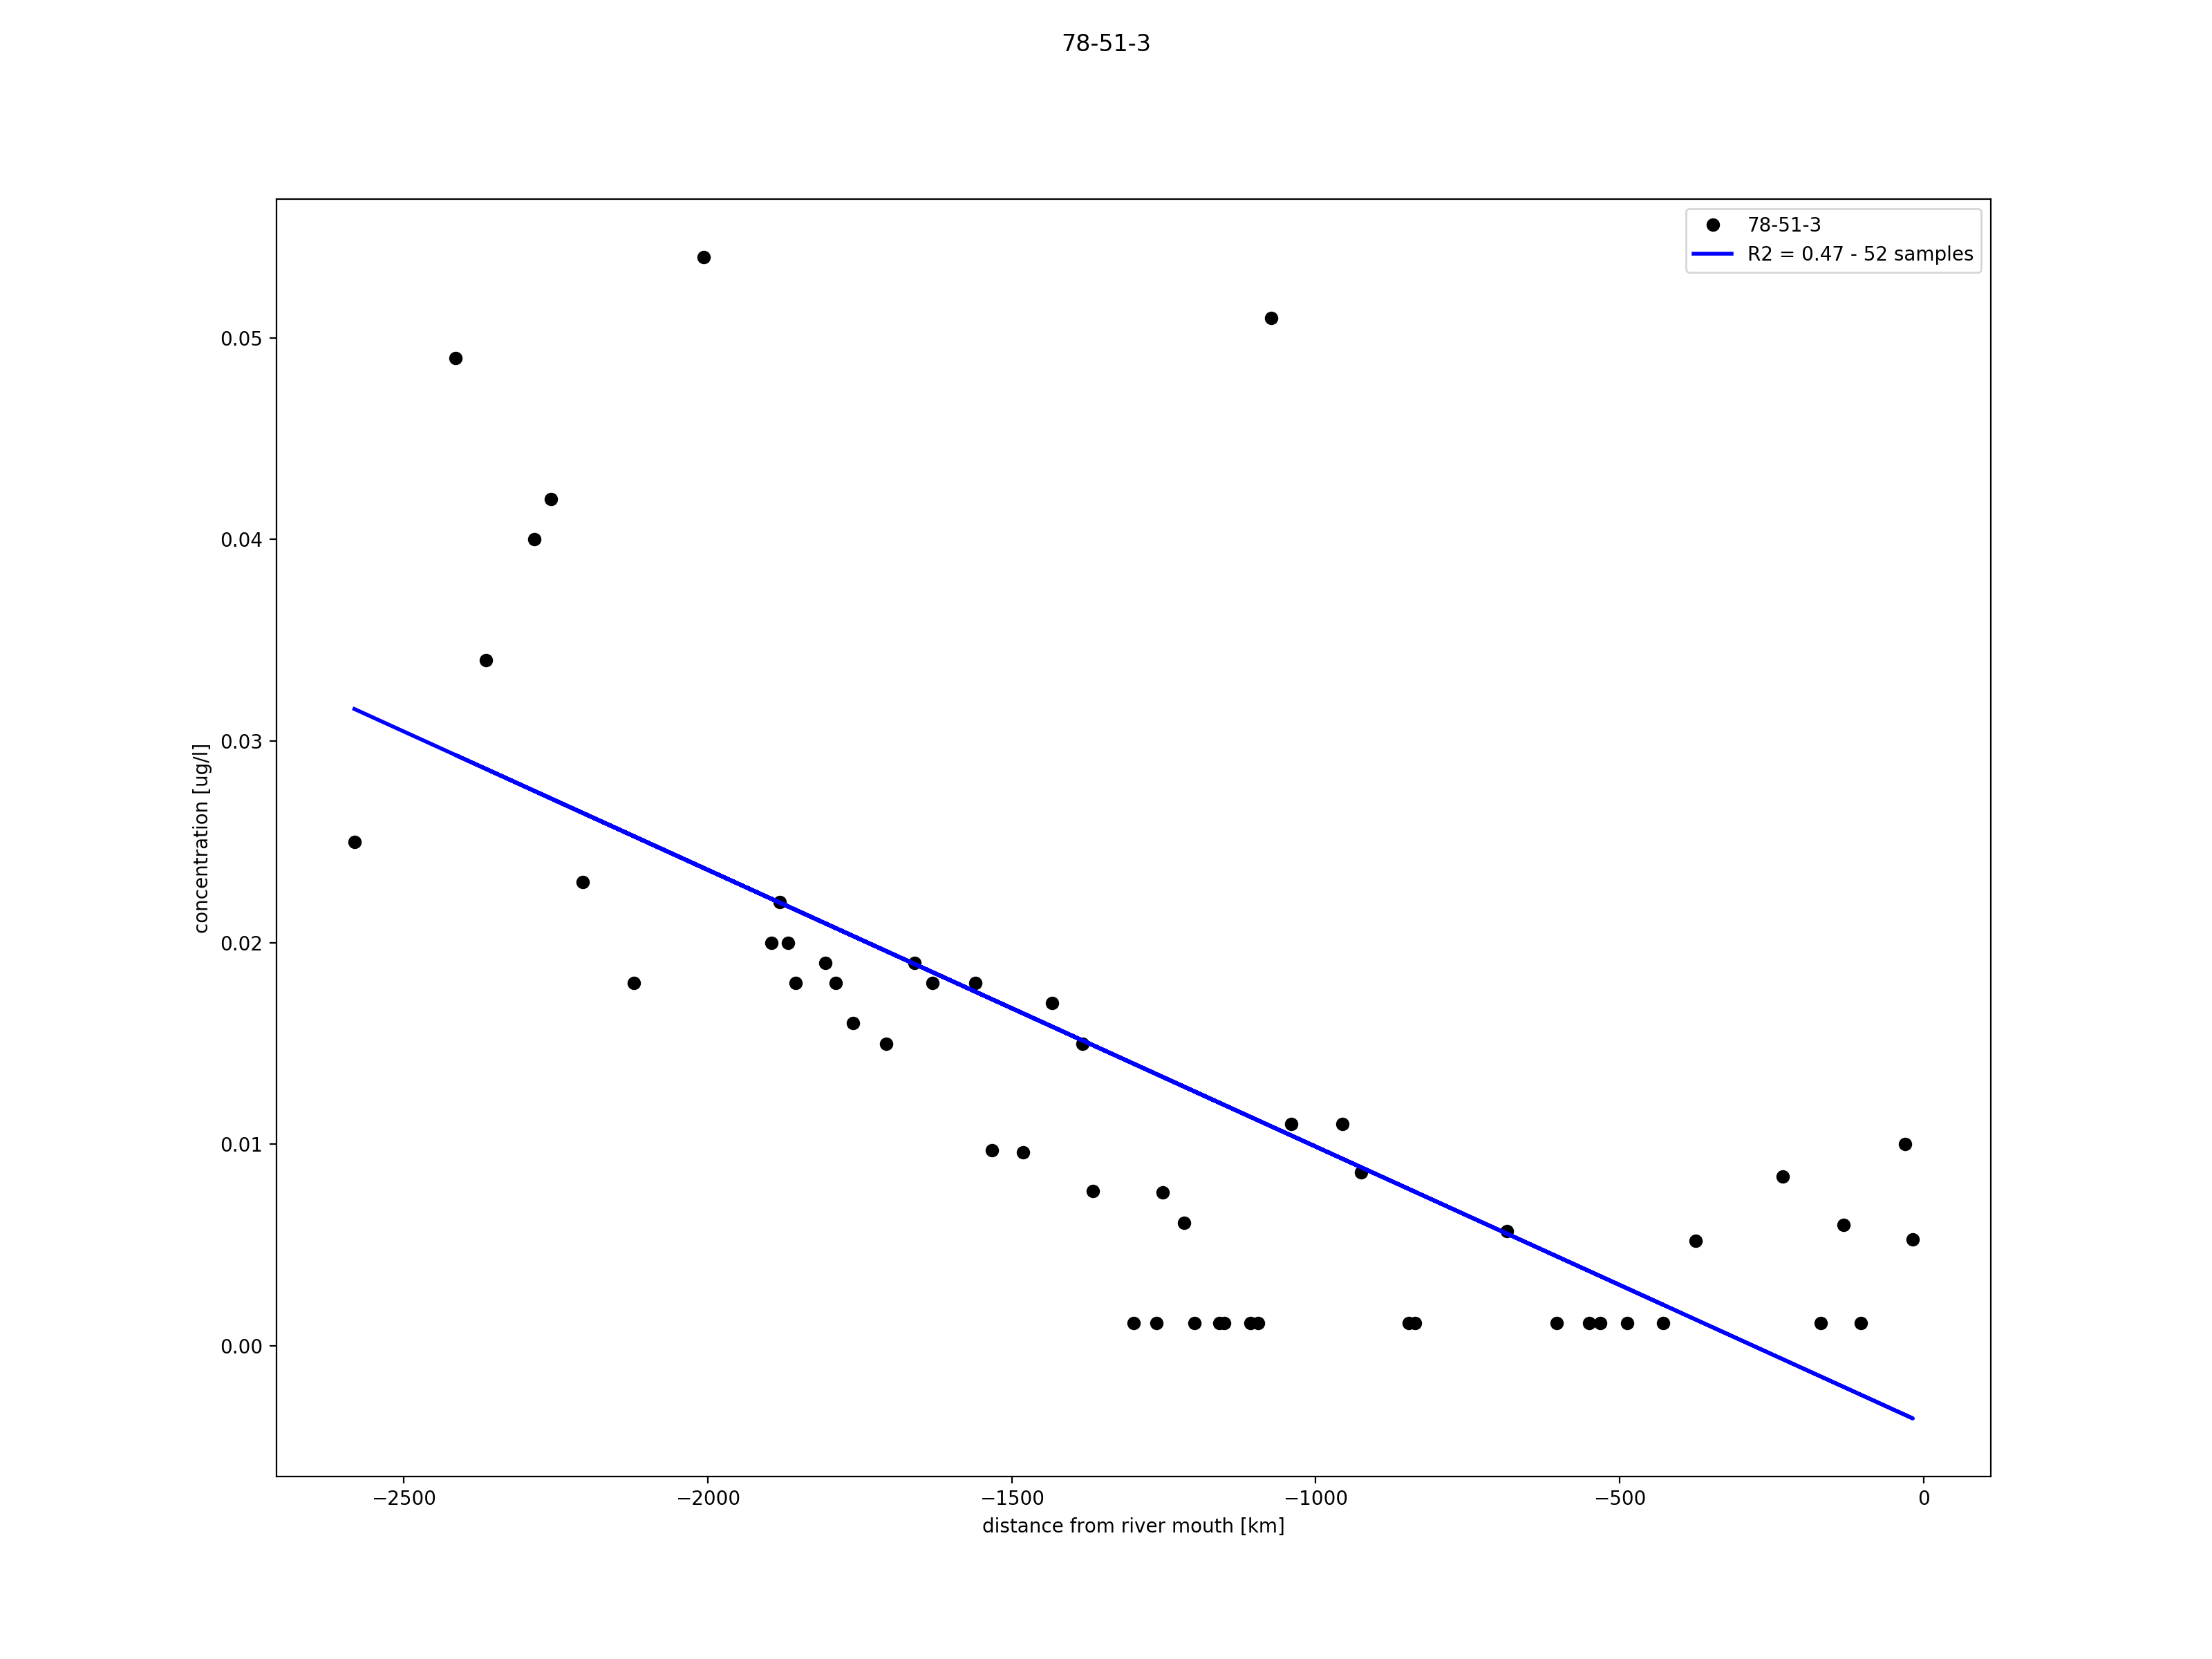 78-51-3
78-51-3
R2 = 0.47 - 52 samples
0.05
0.04
0.03
0.02
0.01
0.00
concentration [ug/l]
−2500 −2000 −1500 −1000 −500 0
distance from river mouth [km]